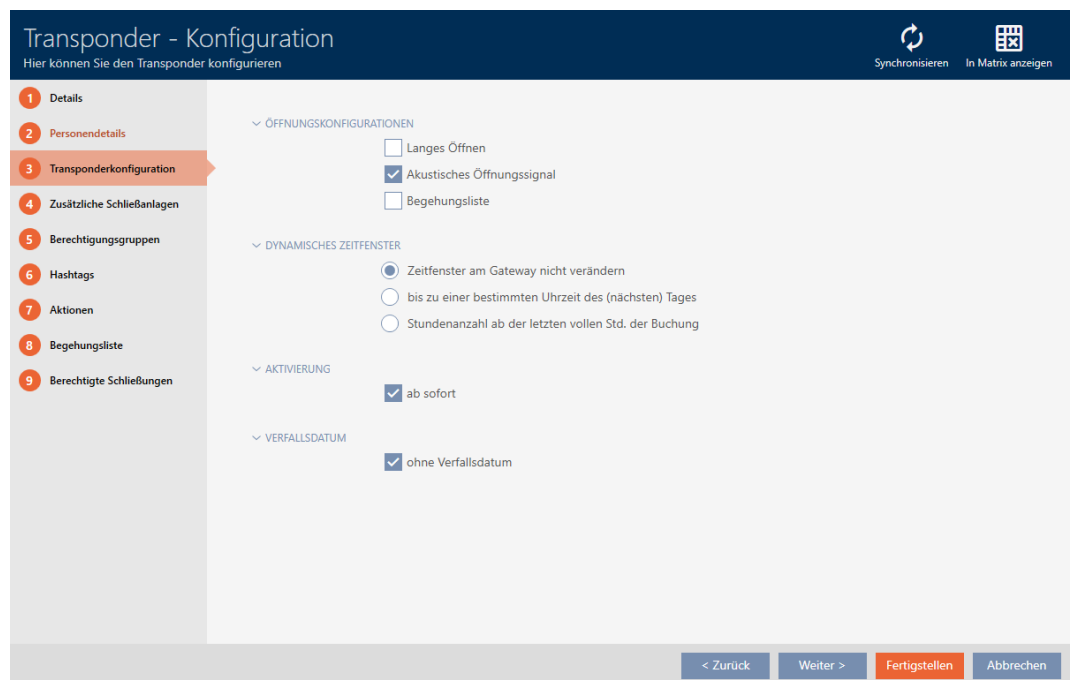 Transponder - Konfiguration
Hier können Sie den Transponder konfigurieren
Synchronisieren
In Matrix anzeigen
1 Details
2 Personendetails
3 Transponderkonfiguration
4 Zusätzliche Schließanlagen
5 Berechtigungsgruppen
6 Hashtags
7 Aktionen
8 Begehungsliste
9 Berechtigte Schließungen
ÖFFNUNGSKONFIGURATIONEN
Langes Öffnen
Akustisches Öffnungssignal
Begehungsliste
DYNAMISCHES ZEITFENSTER
Zeitfenster am Gateway nicht verändern
bis zu einer bestimmten Uhrzeit des (nächsten) Tages
Stundenanzahl ab der letzten vollen Std. der Buchung
AKTIVIERUNG
ab sofort
VERFALLSDATUM
ohne Verfallsdatum
< Zurück
Weiter >
Fertigstellen
Abbrechen